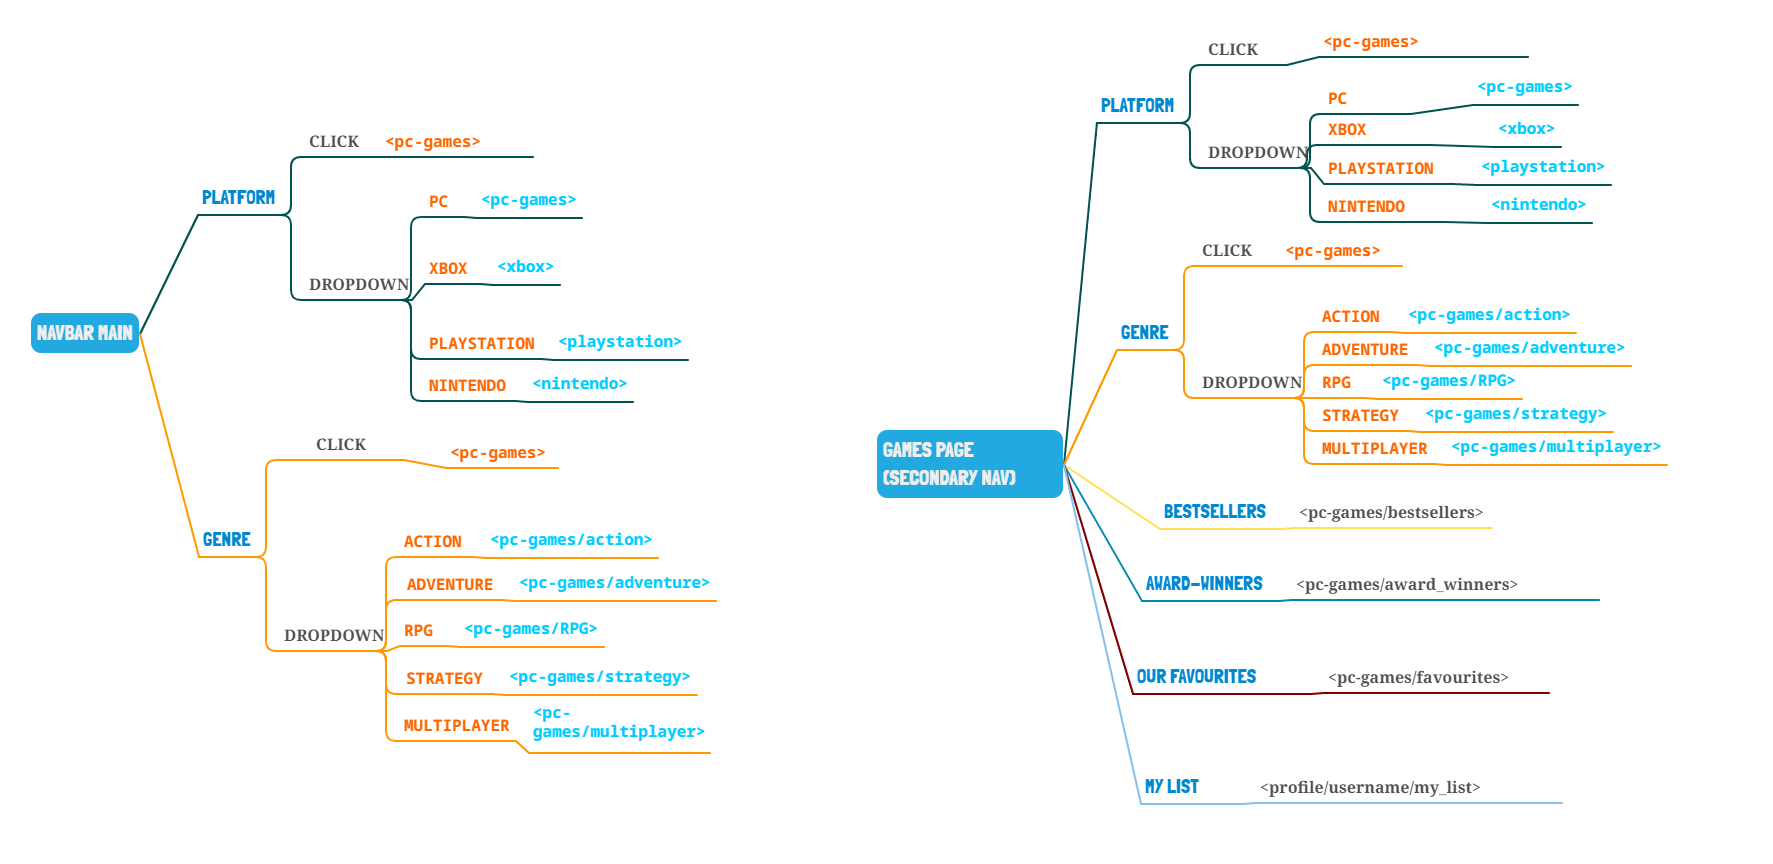 NAVBAR MAIN
PLATFORM
CLICK <pc-games>
DROPDOWN
PC <pc-games>
XBOX <xbox>
PLAYSTATION <playstation>
NINTENDO <nintendo>
GENRE
CLICK <pc-games>
DROPDOWN
ACTION <pc-games/action>
ADVENTURE <pc-games/adventure>
RPG <pc-games/RPG>
STRATEGY <pc-games/strategy>
MULTIPLAYER <pc-
games/multiplayer>
GAMES PAGE
(SECONDARY NAV)
PLATFORM
CLICK <pc-games>
DROPDOWN
PC <pc-games>
XBOX <xbox>
PLAYSTATION <playstation>
NINTENDO <nintendo>
GENRE
CLICK <pc-games>
DROPDOWN
ACTION <pc-games/action>
ADVENTURE <pc-games/adventure>
RPG <pc-games/RPG>
STRATEGY <pc-games/strategy>
MULTIPLAYER <pc-games/multiplayer>
BESTSELLERS <pc-games/bestsellers>
AWARD-WINNERS <pc-games/award_winners>
OUR FAVOURITES <pc-games/favourites>
MY LIST <profile/username/my_list>